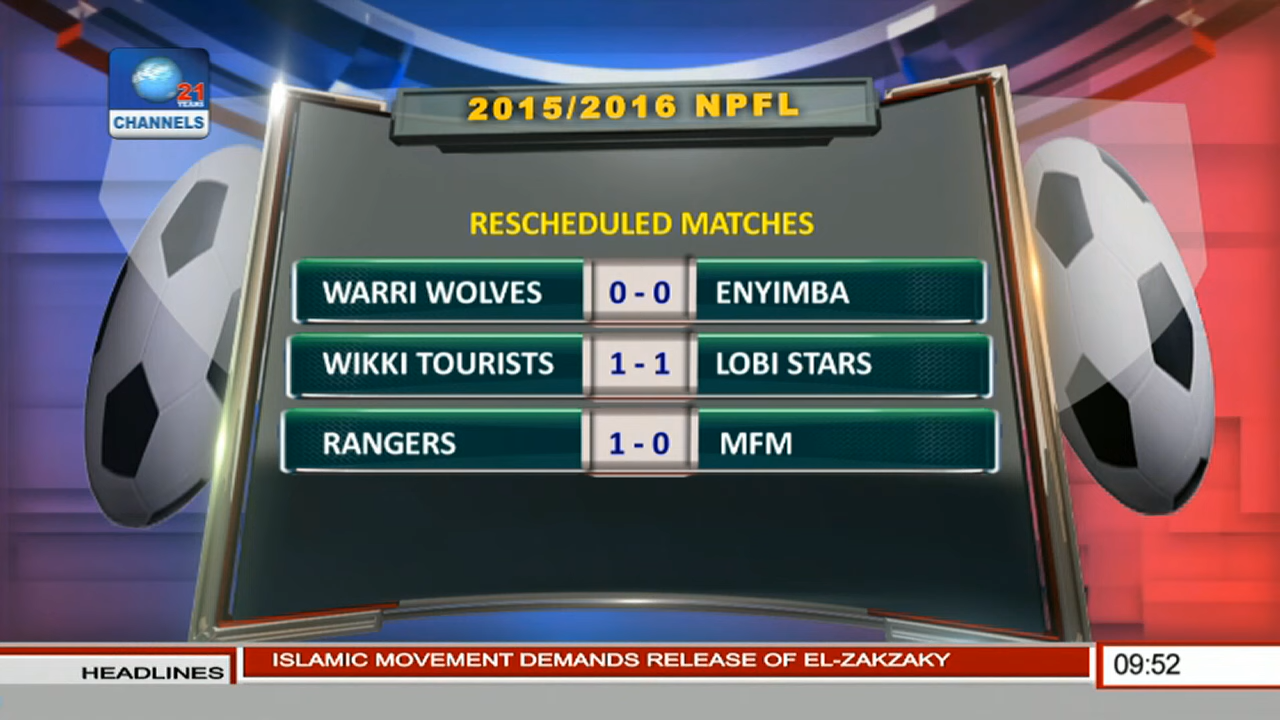 21
YEARS
CHANNELS
2015/2016 NPFL
RESCHEDULED MATCHES
WARRI WOLVES 0 - 0 ENYIMBA
WIKKI TOURISTS 1 - 1 LOBI STARS
RANGERS 1 - 0 MFM
HEADLINES ISLAMIC MOVEMENT DEMANDS RELEASE OF EL-ZAKZAKY 09:52